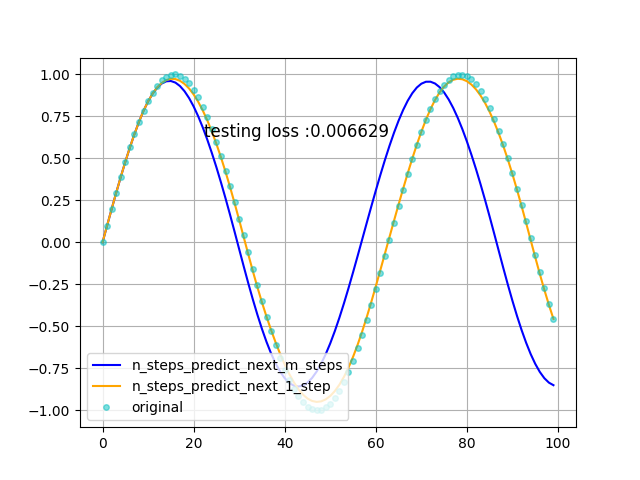 1.00
0.75
testing loss :0.006629
0.50
0.25
0.00
−0.25
−0.50
−0.75
−1.00
n_steps_predict_next_m_steps
n_steps_predict_next_1_step
original
0 20 40 60 80 100